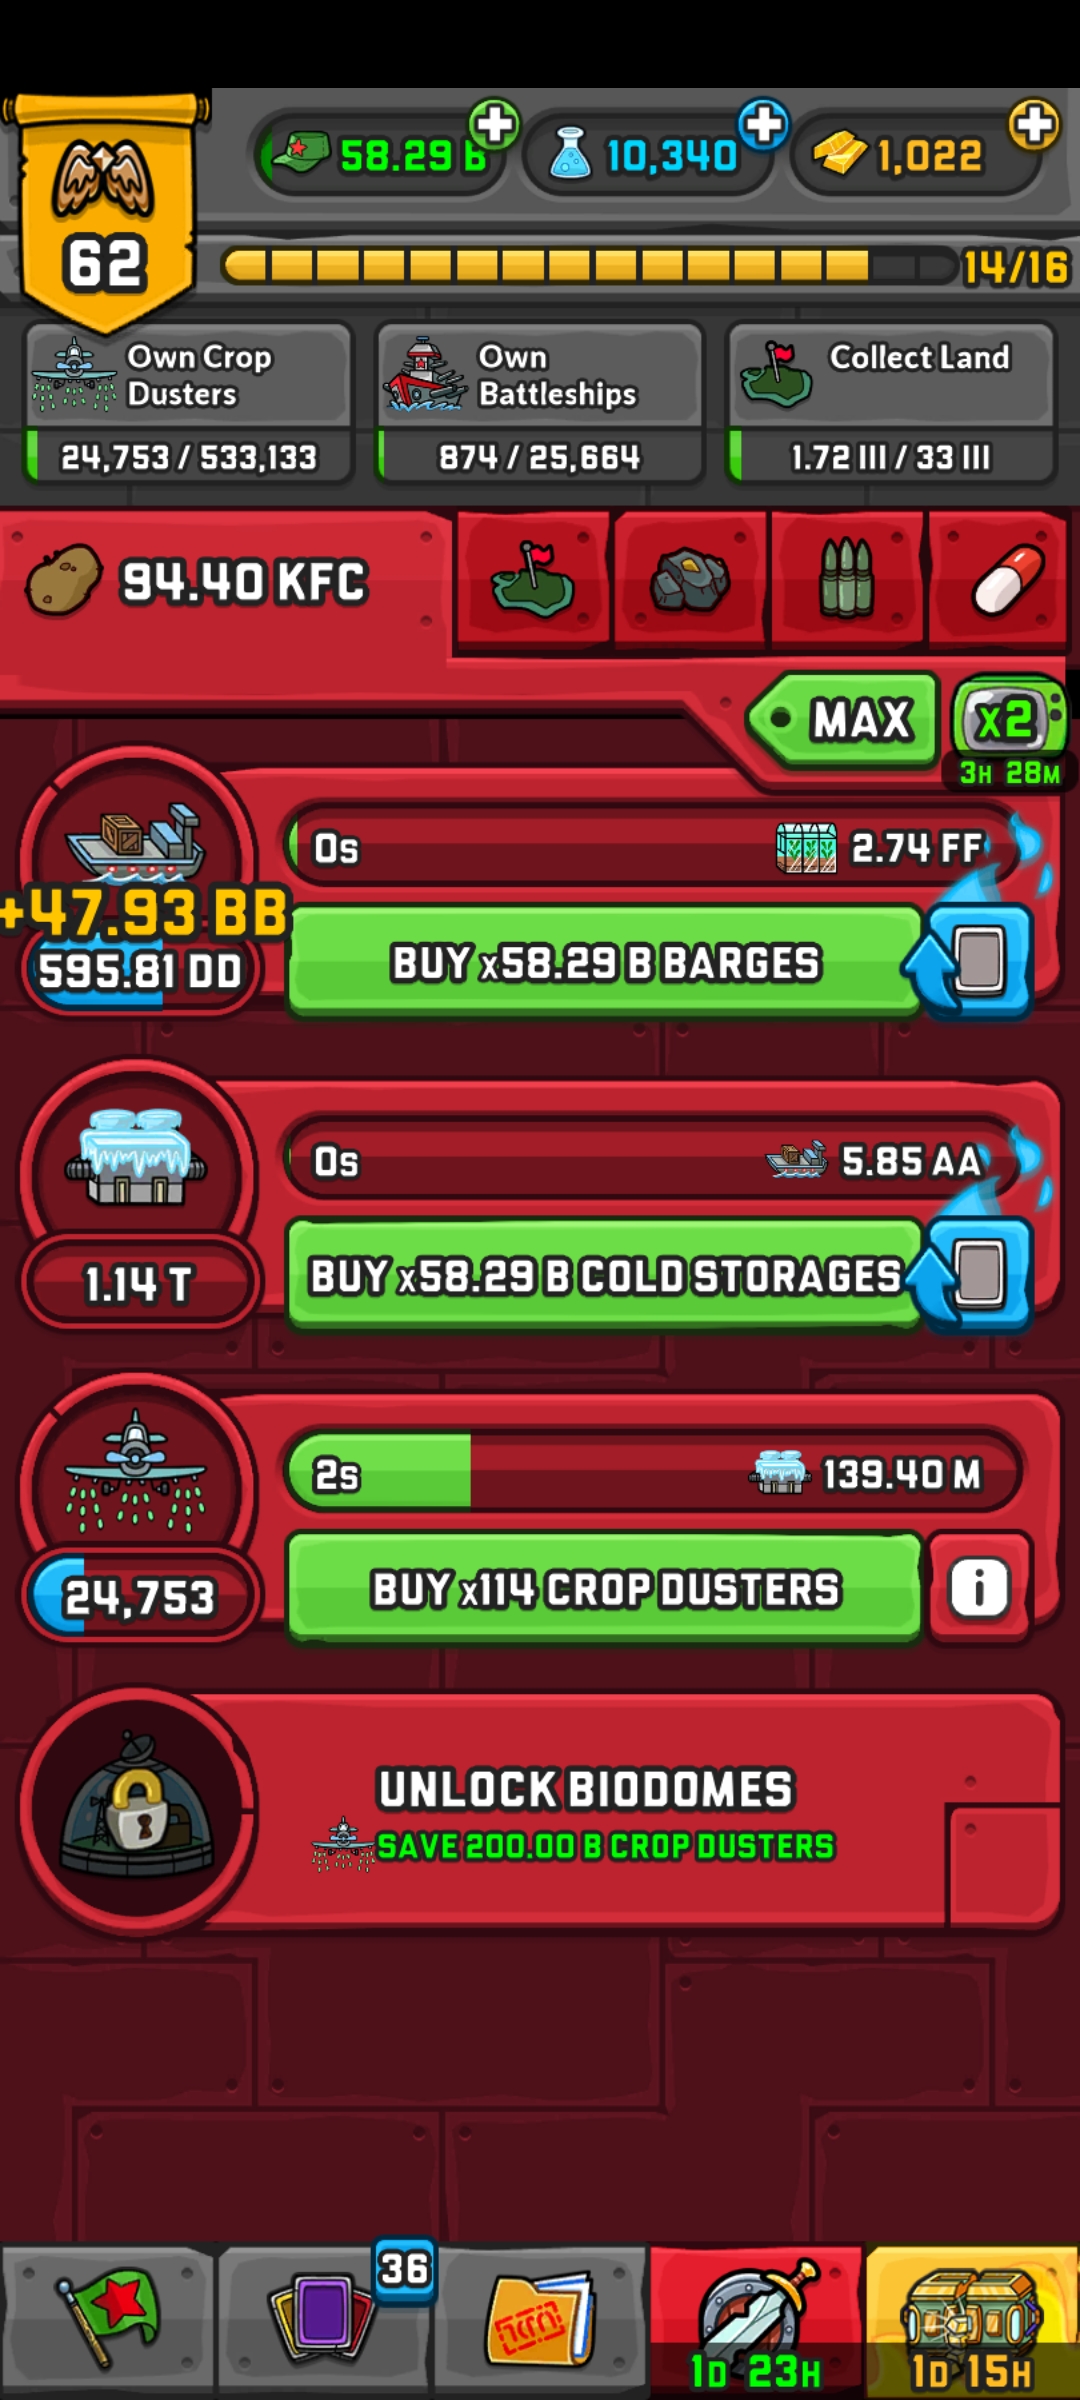 58.29 B
10,340
1,022
62
14/16
Own Crop
Dusters
24,753 / 533,133
Own
Battleships
874 / 25,664
Collect Land
1.72 III / 33 III
94.40 KFC
MAX
x2
3H 28M
0s
2.74 FF
+47.93 BB
595.81 DD
BUY x58.29 B BARGES
0s
5.85 AA
1.14 T
BUY x58.29 B COLD STORAGES
2s
139.40 M
24,753
BUY x114 CROP DUSTERS
i
UNLOCK BIODOMES
SAVE 200.00 B CROP DUSTERS
36
1D 23H
1D 15H